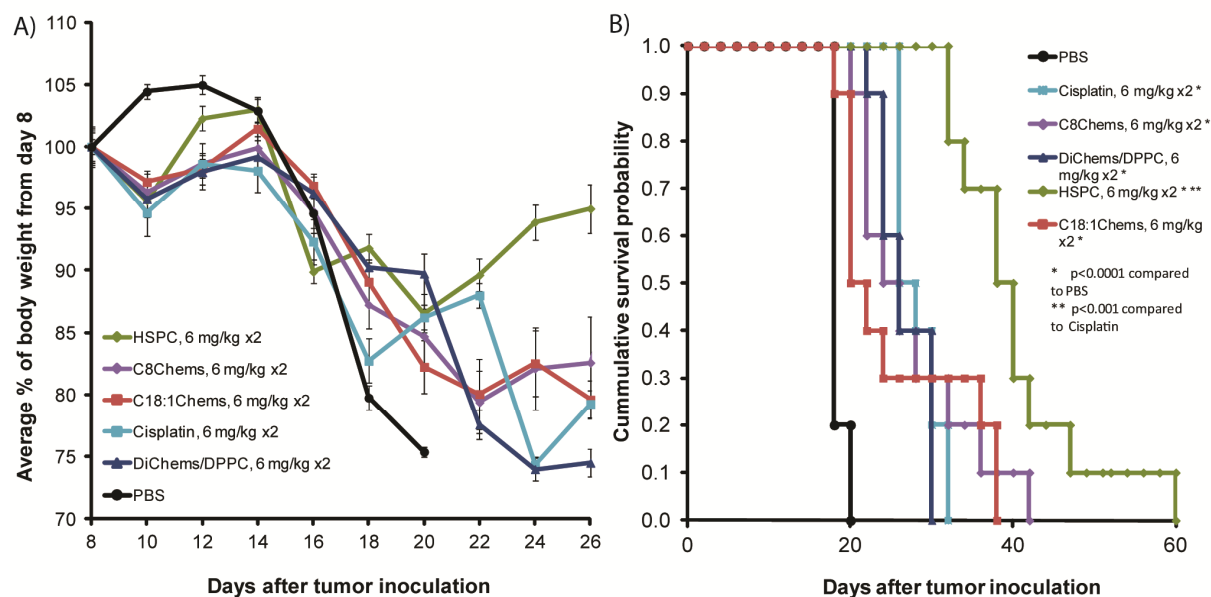 A)
110
105
100
95
90
85
80
75
70
Average % of body weight from day 8
HSPC, 6 mg/kg x2
C8Chems, 6 mg/kg x2
C18:1Chems, 6 mg/kg x2
Cisplatin, 6 mg/kg x2
DiChems/DPPC, 6 mg/kg x2
PBS
8 10 12 14 16 18 20 22 24 26
Days after tumor inoculation
B)
1.0
0.9
0.8
0.7
0.6
0.5
0.4
0.3
0.2
0.1
0.0
Cummulative survival probability
PBS
Cisplatin, 6 mg/kg x2 *
C8Chems, 6 mg/kg x2 *
DiChems/DPPC, 6
mg/kg x2 *
HSPC, 6 mg/kg x2 * **
C18:1Chems, 6 mg/kg
x2 *
* p<0.0001 compared
to PBS
** p<0.001 compared
to Cisplatin
0 20 40 60
Days after tumor inoculation